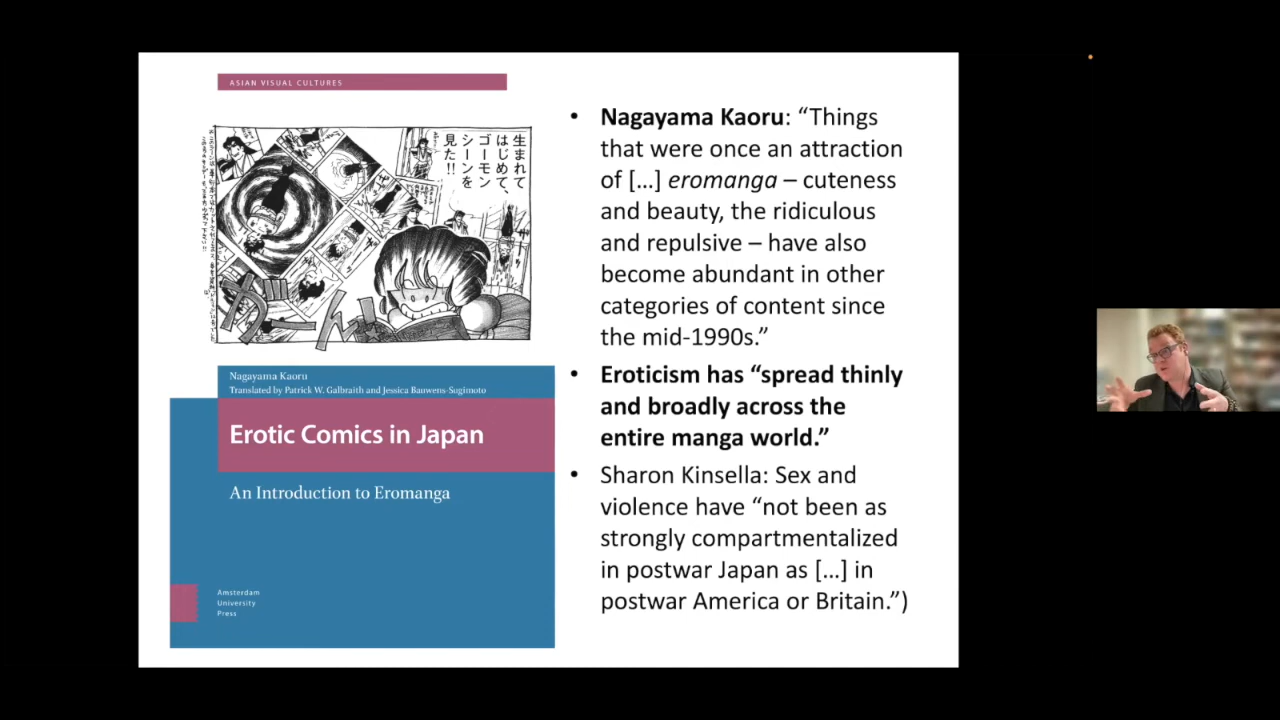 ASIAN VISUAL CULTURES
生まれて
はじめて、
ゴーモン
シーンを
見た!!
ガーん!
Nagayama Kaoru
Translated by Patrick W. Galbraith and Jessica Bauwens-Sugimoto
Erotic Comics in Japan
An Introduction to Eromanga
Amsterdam
University
Press
• Nagayama Kaoru: “Things
that were once an attraction
of […] eromanga – cuteness
and beauty, the ridiculous
and repulsive – have also
become abundant in other
categories of content since
the mid-1990s.”
• Eroticism has “spread thinly
and broadly across the
entire manga world.”
• Sharon Kinsella: Sex and
violence have “not been as
strongly compartmentalized
in postwar Japan as […] in
postwar America or Britain.”)